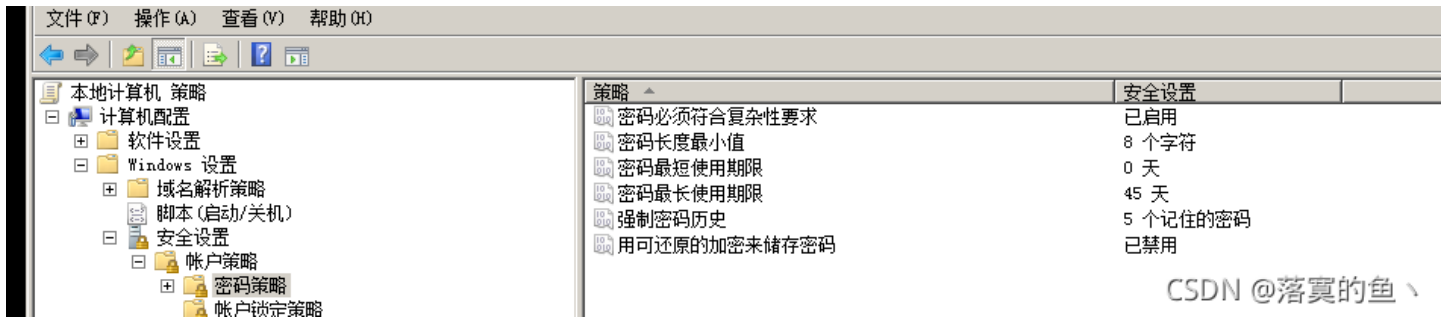 文件(F) 操作(A) 查看(V) 帮助(H)
本地计算机 策略
计算机配置
软件设置
Windows 设置
域名解析策略
脚本(启动/关机)
安全设置
帐户策略
密码策略
帐户锁定策略
策略 安全设置
密码必须符合复杂性要求 已启用
密码长度最小值 8 个字符
密码最短使用期限 0 天
密码最长使用期限 45 天
强制密码历史 5 个记住的密码
用可还原的加密来储存密码 已禁用
CSDN @落寞的鱼丶